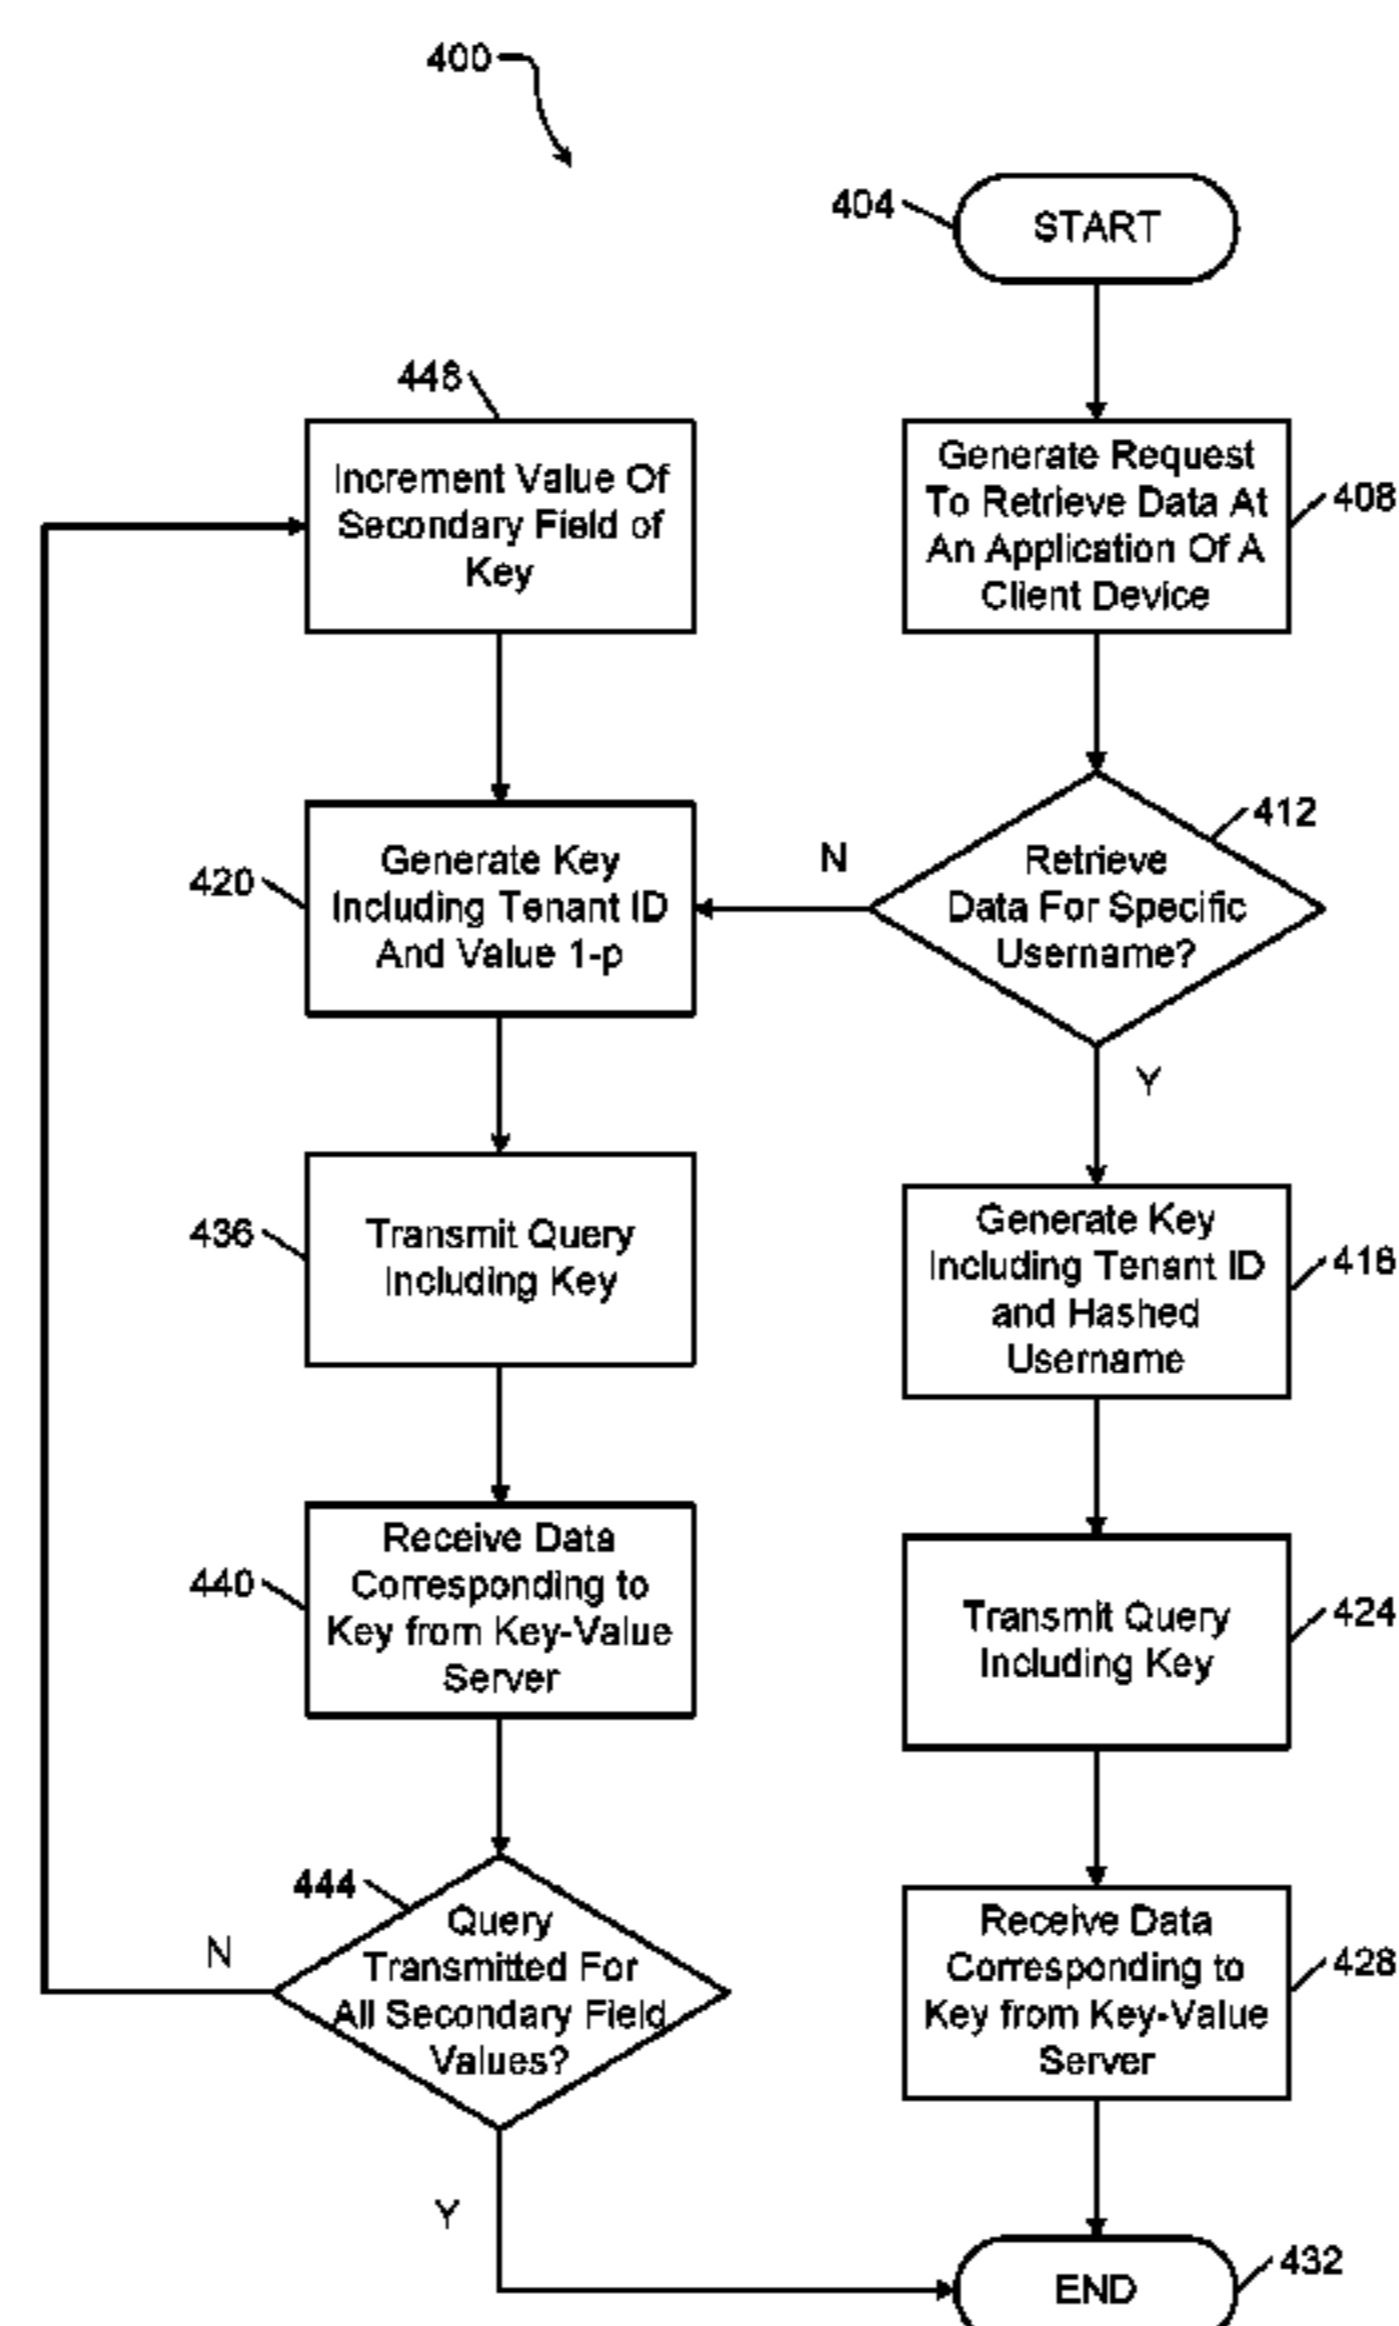 400
404
START
Generate Request
To Retrieve Data At
An Application Of A
Client Device
408
Retrieve
Data For Specific
Username?
412
N
Y
448
Increment Value Of
Secondary Field of
Key
420
Generate Key
Including Tenant ID
And Value 1-p
436
Transmit Query
Including Key
440
Receive Data
Corresponding to
Key from Key-Value
Server
444
Query
Transmitted For
All Secondary Field
Values?
N
Y
Generate Key
Including Tenant ID
and Hashed
Username
416
Transmit Query
Including Key
424
Receive Data
Corresponding to
Key from Key-Value
Server
428
END
432